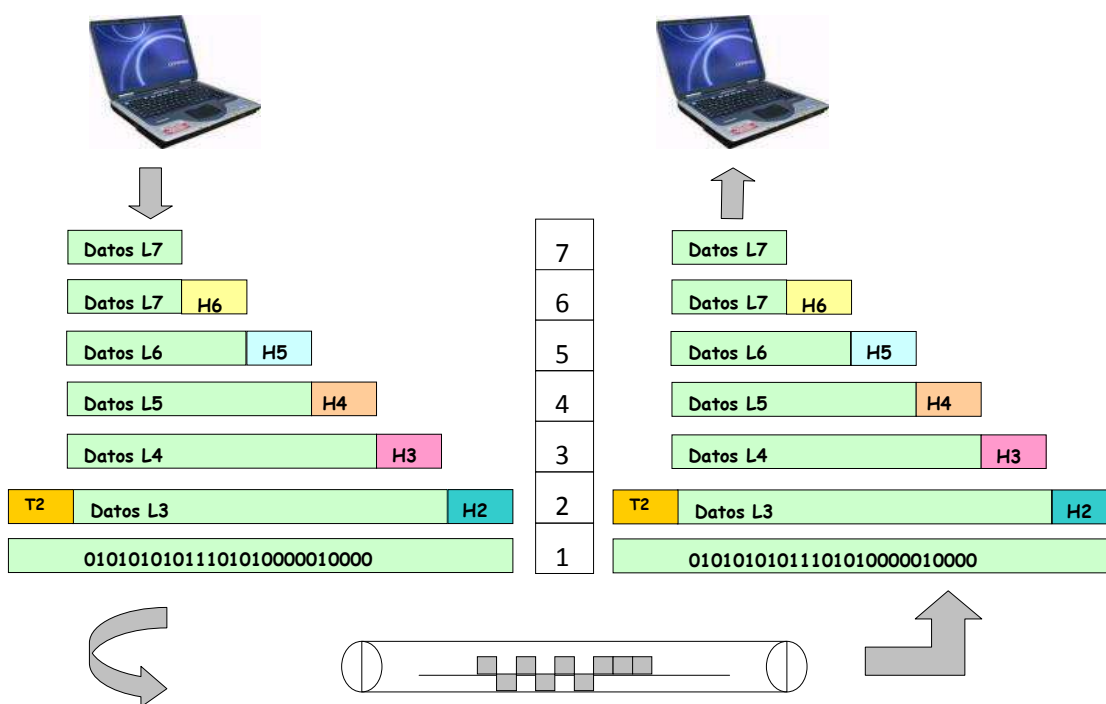 Datos L7
7
Datos L7
Datos L7 H6
6
Datos L7 H6
Datos L6 H5
5
Datos L6 H5
Datos L5 H4
4
Datos L5 H4
Datos L4 H3
3
Datos L4 H3
T2 Datos L3 H2
2
T2 Datos L3 H2
0101010101110101010000010000
1
0101010101110101010000010000